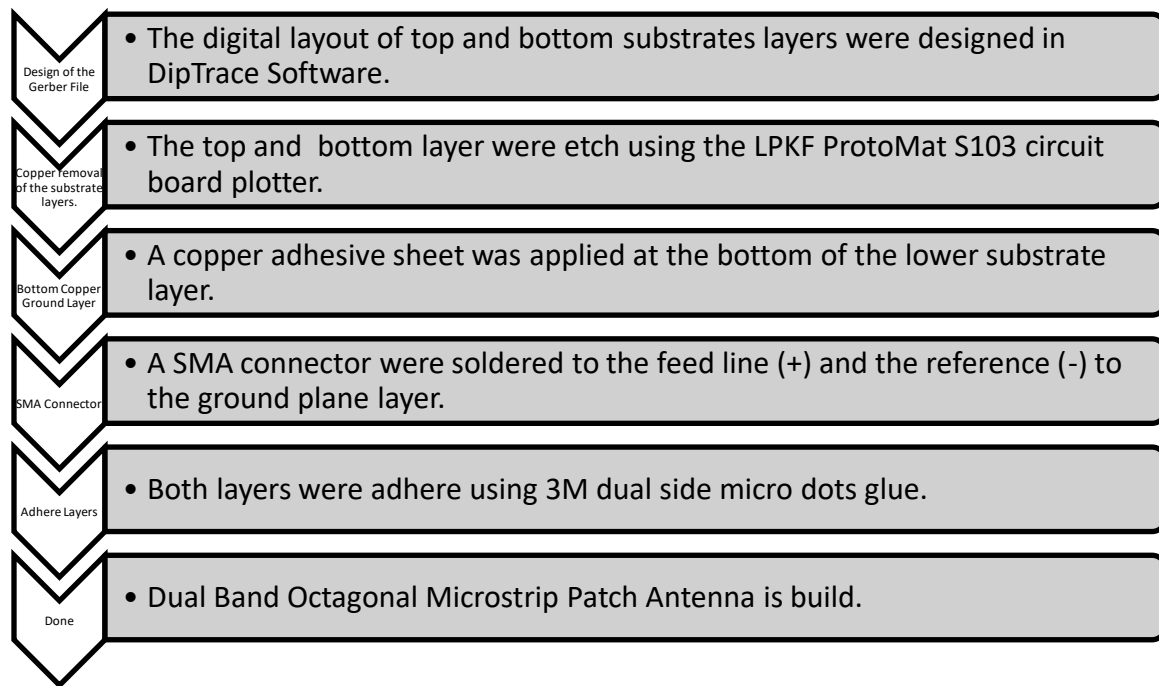 Design of the
Gerber File
• The digital layout of top and bottom substrates layers were designed in
DipTrace Software.
Copper removal
of the substrate
layers.
• The top and bottom layer were etch using the LPKF ProtoMat S103 circuit
board plotter.
Bottom Copper
Ground Layer
• A copper adhesive sheet was applied at the bottom of the lower substrate
layer.
SMA Connector
• A SMA connector were soldered to the feed line (+) and the reference (-) to
the ground plane layer.
Adhere Layers
• Both layers were adhere using 3M dual side micro dots glue.
Done
• Dual Band Octagonal Microstrip Patch Antenna is build.